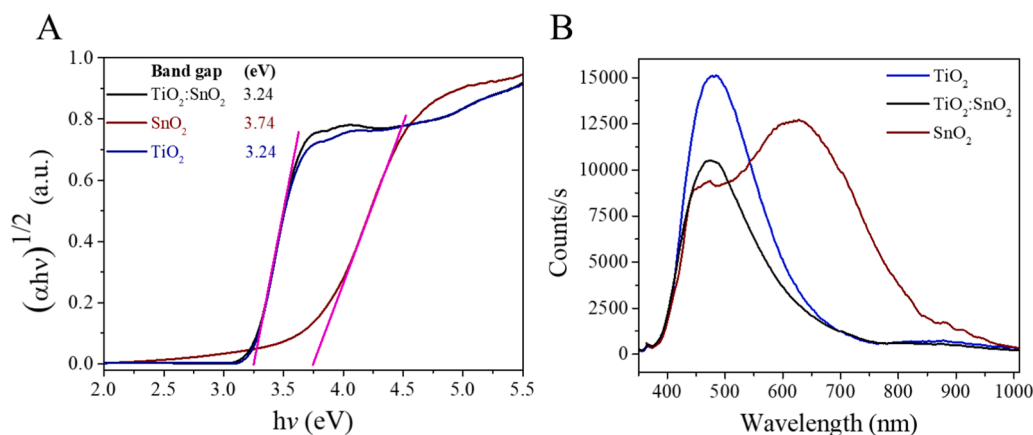 A
Band gap (eV)
TiO₂:SnO₂ 3.24
SnO₂ 3.74
TiO₂ 3.24
1.0
0.8
0.6
0.4
0.2
0.0
(αhν)^1/2 (a.u.)
2.0 2.5 3.0 3.5 4.0 4.5 5.0 5.5
hν (eV)
B
TiO₂
TiO₂:SnO₂
SnO₂
15000
12500
10000
7500
5000
2500
0
Counts/s
400 500 600 700 800 900 1000
Wavelength (nm)